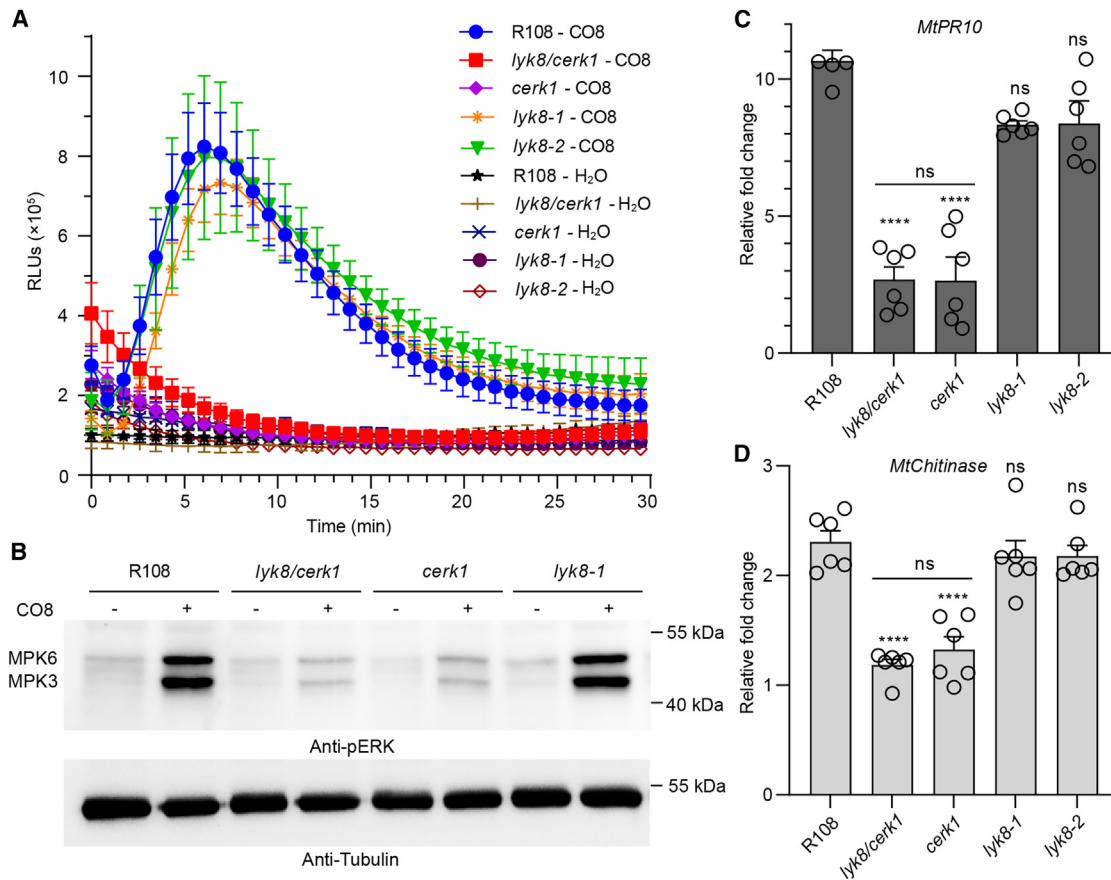 A
RLUs (×10⁵)
10
8
6
4
2
0
0
5
10
15
20
25
30
Time (min)
R108 - CO8
lyk8/cerk1 - CO8
cerk1 - CO8
lyk8-1 - CO8
lyk8-2 - CO8
R108 - H₂O
lyk8/cerk1 - H₂O
cerk1 - H₂O
lyk8-1 - H₂O
lyk8-2 - H₂O
B
R108
lyk8/cerk1
cerk1
lyk8-1
CO8
- + - + - + - +
MPK6
MPK3
55 kDa
40 kDa
Anti-pERK
55 kDa
Anti-Tubulin
C
MtPR10
Relative fold change
10
5
0
ns
****
****
ns
ns
R108
lyk8/cerk1
cerk1
lyk8-1
lyk8-2
D
MtChitinase
Relative fold change
3
2
1
0
ns
****
****
ns
ns
R108
lyk8/cerk1
cerk1
lyk8-1
lyk8-2